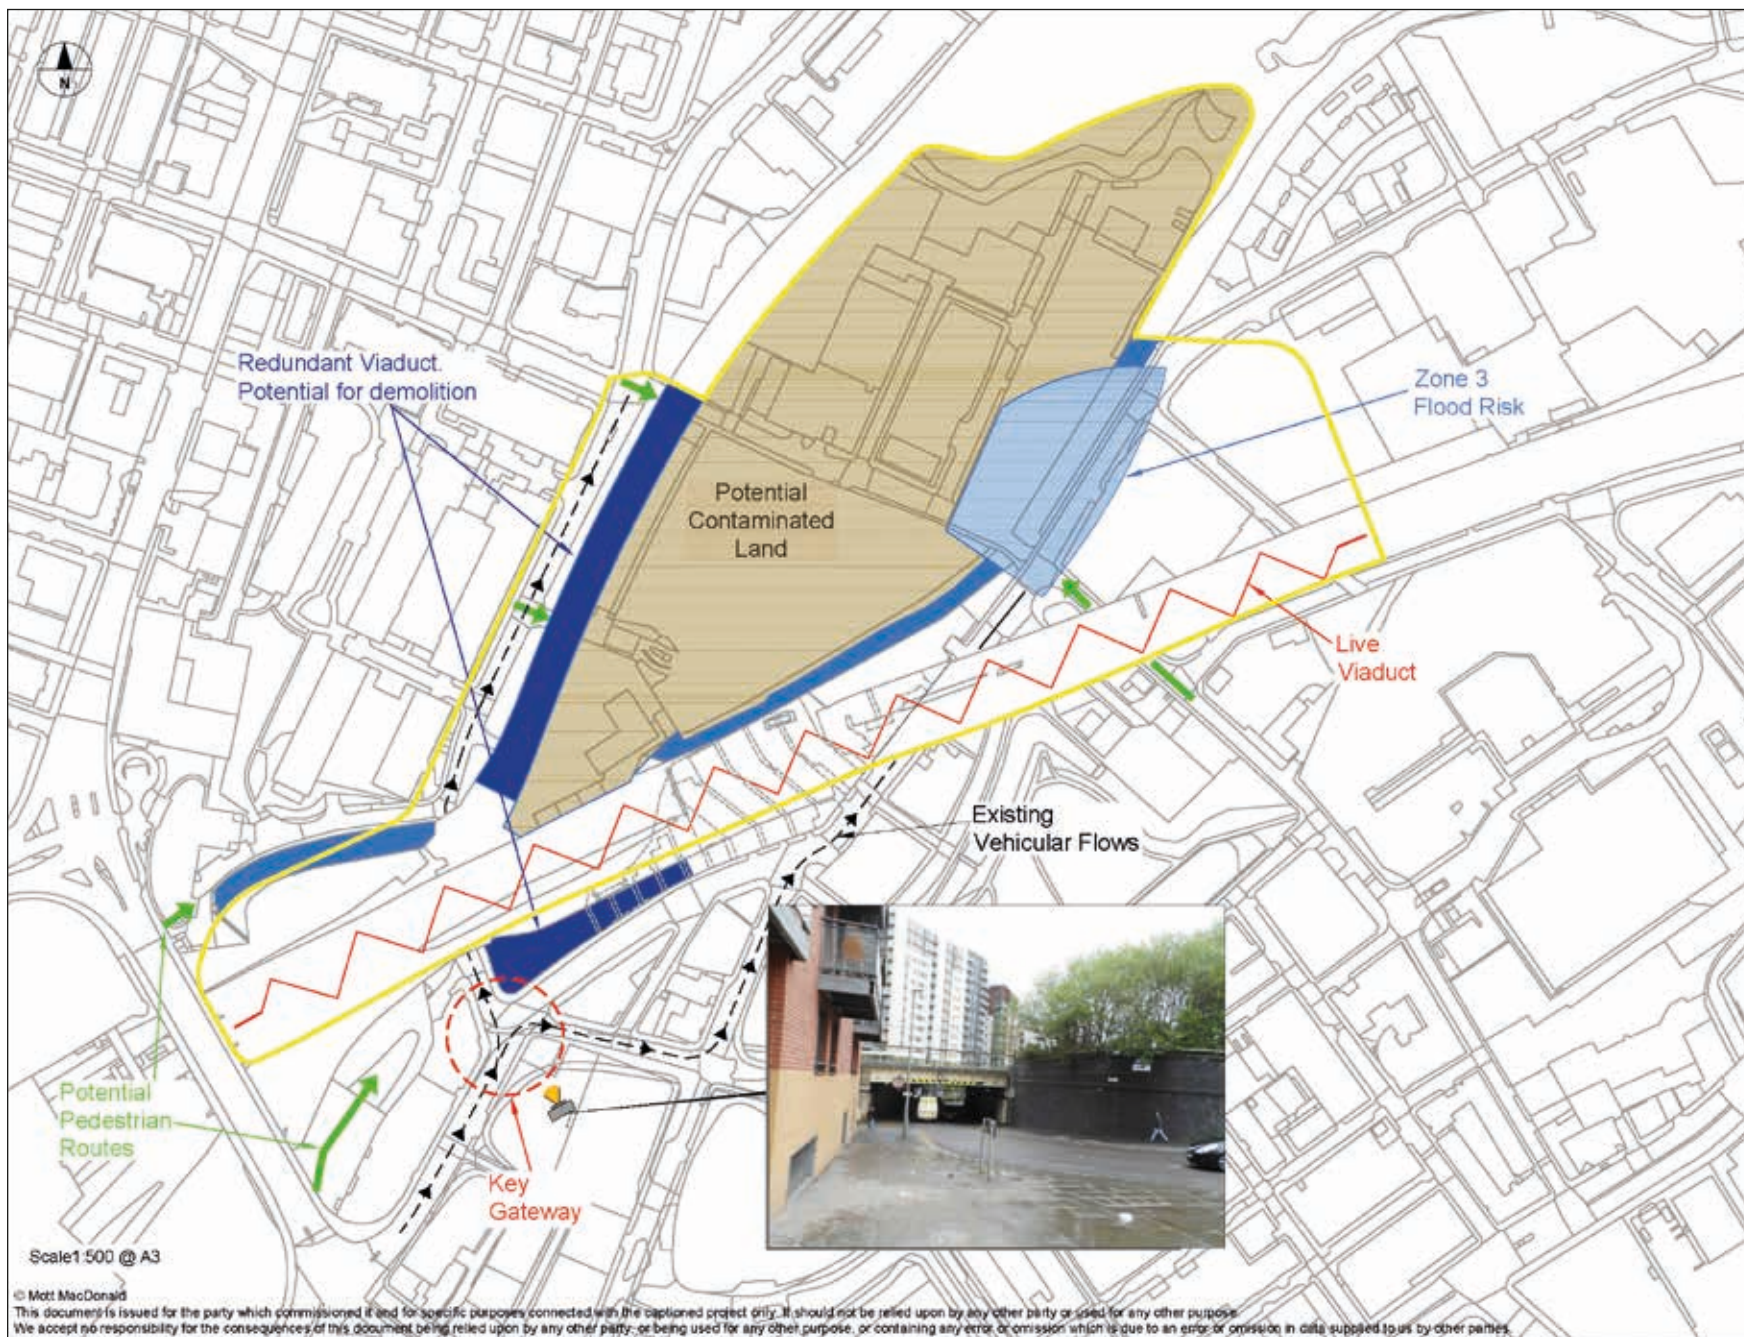 N
Redundant Viaduct.
Potential for demolition
Zone 3
Flood Risk
Potential
Contaminated
Land
Live
Viaduct
Existing
Vehicular Flows
Potential
Pedestrian
Routes
Key
Gateway
Scale1:500 @ A3
© Mott MacDonald
This document is issued for the party which commissioned it and for specific purposes connected with the captioned project only. It should not be relied upon by any other party or used for any other purpose.
We accept no responsibility for the consequences of this document being relied upon by any other party, or being used for any other purpose, or containing any error or omission which is due to an error or omission in data supplied to us by other parties.